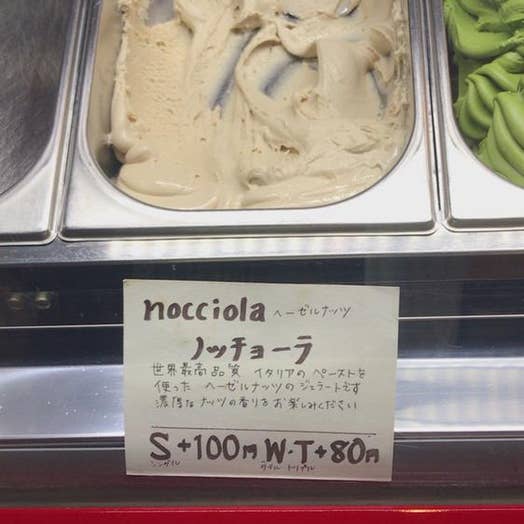 nocciola ヘーゼルナッツ
ノッチョーラ
世界最高品質 イタリアのペーストを
使った ヘーゼルナッツのジェラートです
濃厚なナッツの香りをお楽しみください
S+100円 W・T+80円
シングル ダブル トリプル